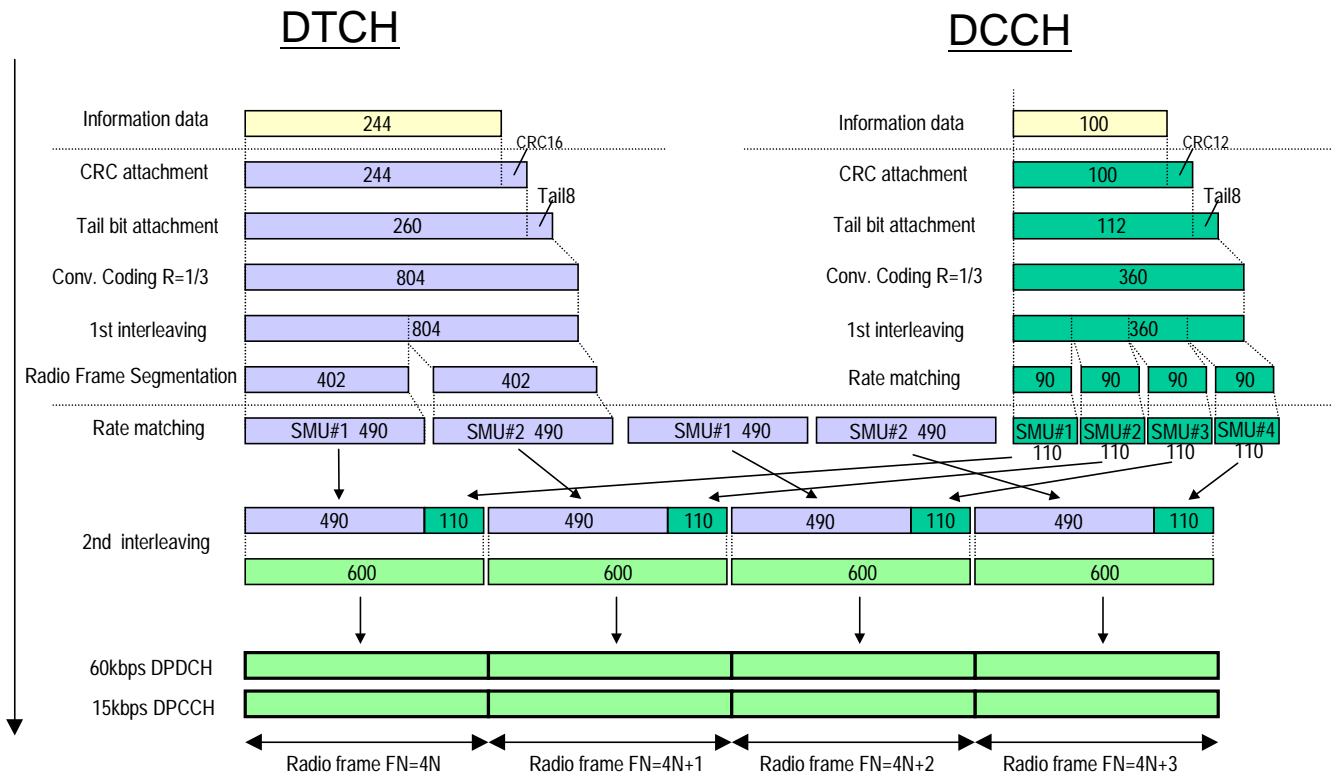 DTCH
DCCH
Information data
244
Information data
100
CRC16
CRC12
CRC attachment
244
CRC attachment
100
Tail8
Tail8
Tail bit attachment
260
Tail bit attachment
112
Conv. Coding R=1/3
804
Conv. Coding R=1/3
360
1st interleaving
804
1st interleaving
360
Radio Frame Segmentation
402
402
Rate matching
90
90
90
90
Rate matching
SMU#1 490
SMU#2 490
SMU#1 490
SMU#2 490
SMU#1
110
SMU#2
110
SMU#3
110
SMU#4
110
2nd interleaving
490
110
490
110
490
110
490
110
600
600
600
600
60kbps DPDCH
15kbps DPCCH
Radio frame FN=4N
Radio frame FN=4N+1
Radio frame FN=4N+2
Radio frame FN=4N+3